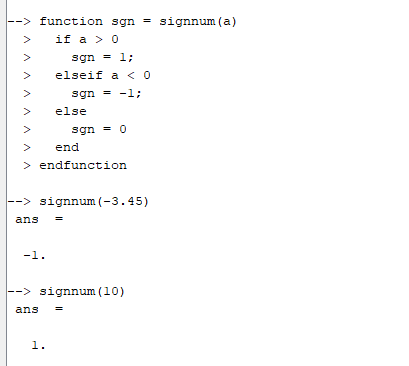 --> function sgn = signnum(a)
  >   if a > 0
  >     sgn = 1;
  >   elseif a < 0
  >     sgn = -1;
  >   else
  >     sgn = 0
  >   end
  > endfunction
--> signnum(-3.45)
 ans  =
  -1.
--> signnum(10)
 ans  =
   1.